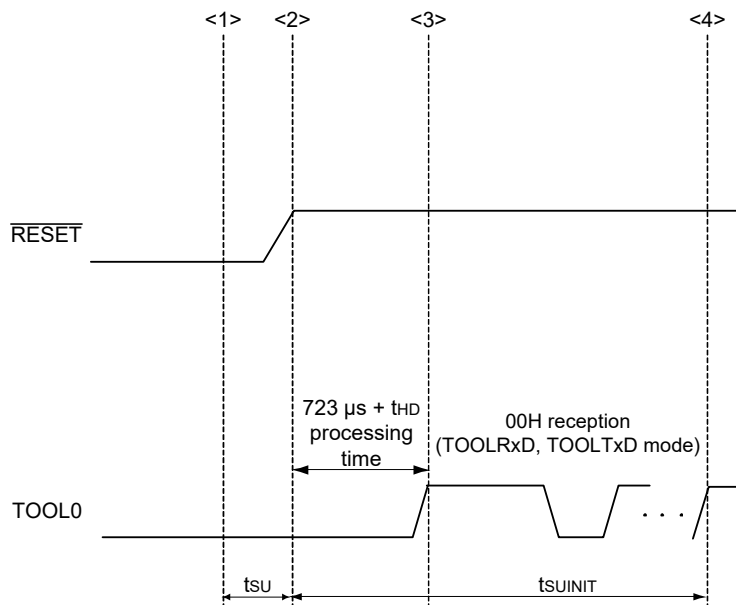 <1> <2> <3> <4>
RESET
723 µs + tHD
processing
time
00H reception
(TOOLRxD, TOOLTxD mode)
TOOL0
. . .
tSU tSUINIT